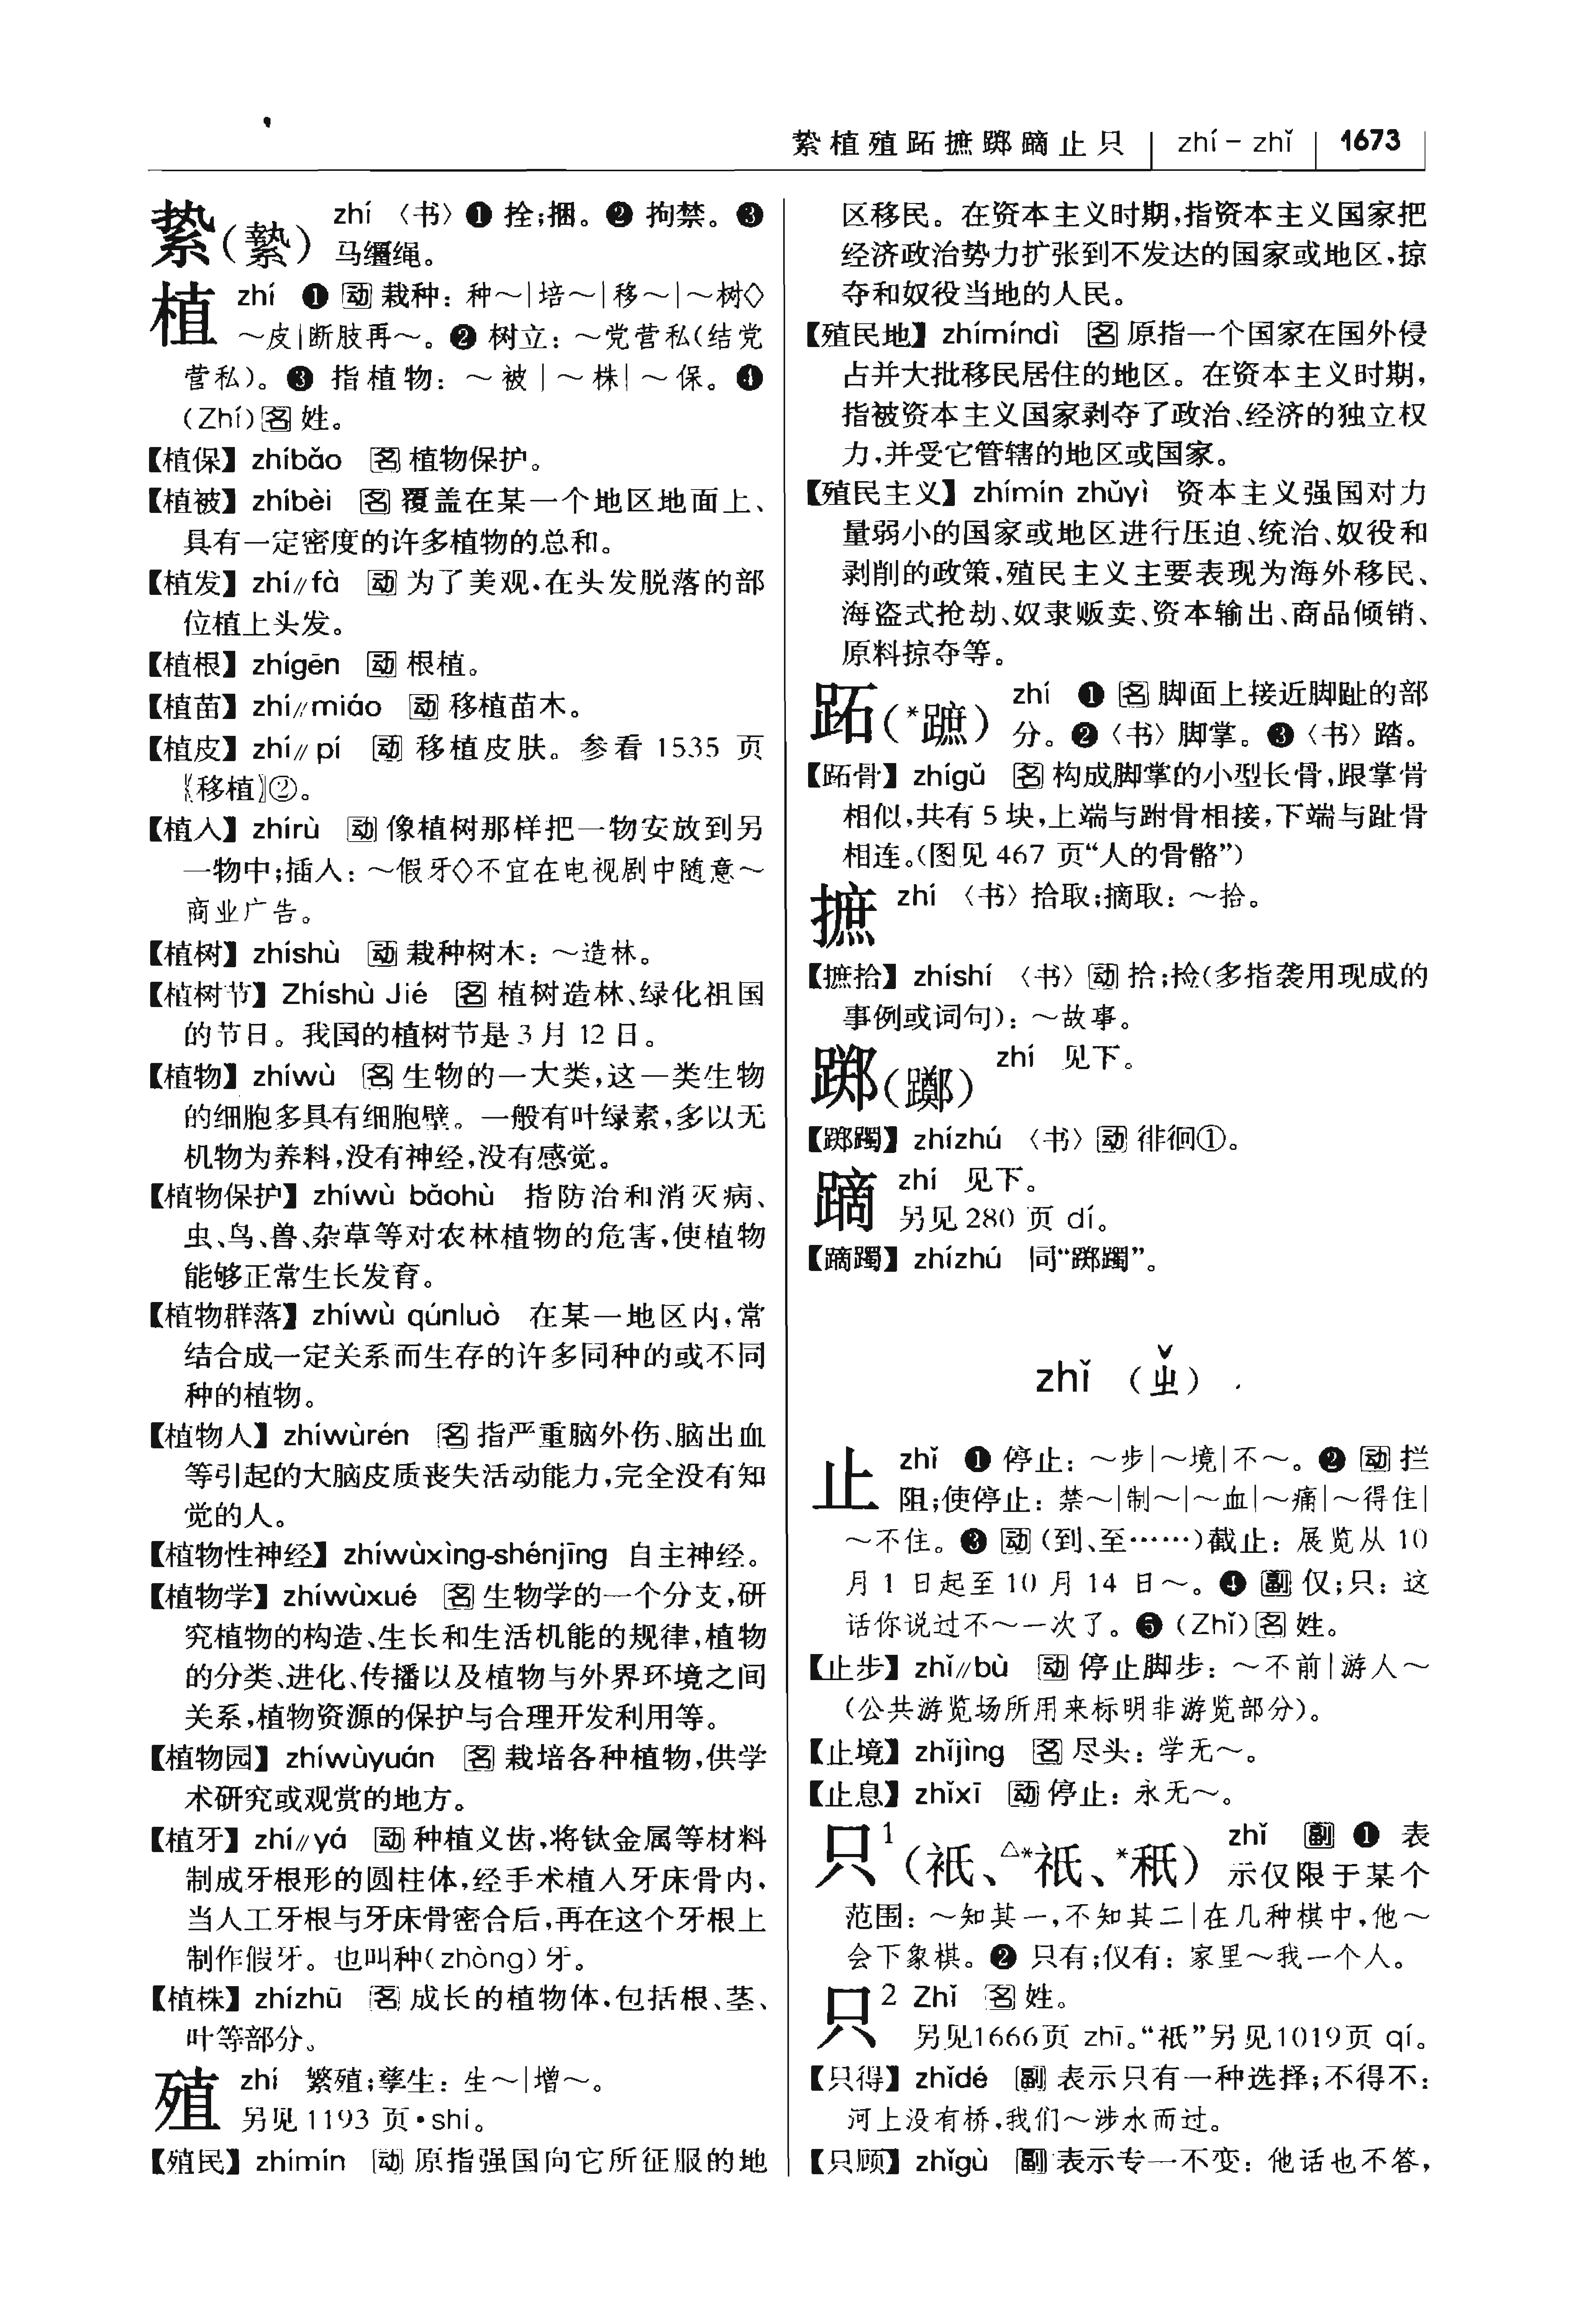 絷植殖跖摭踯蹢止只 zhí－zhǐ 1673
絷(縶) zhí 〈书〉❶ 拴;捆。❷ 拘禁。❸
马缰绳。
植 zhí ❶ 动 栽种：种～|培～|移～|～树◇
～皮|断肢再～。❷ 树立：～党营私(结党
营私)。❸ 指植物：～被|～株|～保。❹
(Zhí)名 姓。
【植保】zhíbǎo 名 植物保护。
【植被】zhíbèi 名 覆盖在某一个地区地面上、
具有一定密度的许多植物的总和。
【植发】zhí∥fà 动 为了美观,在头发脱落的部
位植上头发。
【植根】zhígēn 动 根植。
【植苗】zhí∥miáo 动 移植苗木。
【植皮】zhí∥pí 动 移植皮肤。参看 1535 页
〖移植〗②。
【植入】zhírù 动 像植树那样把一物安放到另
一物中;插入：～假牙◇不宜在电视剧中随意～
商业广告。
【植树】zhíshù 动 栽种树木：～造林。
【植树节】Zhíshù Jié 名 植树造林、绿化祖国
的节日。我国的植树节是 3 月 12 日。
【植物】zhíwù 名 生物的一大类,这一类生物
的细胞多具有细胞壁。一般有叶绿素,多以无
机物为养料,没有神经,没有感觉。
【植物保护】zhíwù bǎohù 指防治和消灭病、
虫、鸟、兽、杂草等对农林植物的危害,使植物
能够正常生长发育。
【植物群落】zhíwù qúnluò 在某一地区内,常
结合成一定关系而生存的许多同种的或不同
种的植物。
【植物人】zhíwùrén 名 指严重脑外伤、脑出血
等引起的大脑皮质丧失活动能力,完全没有知
觉的人。
【植物性神经】zhíwùxìng-shénjīng 自主神经。
【植物学】zhíwùxué 名 生物学的一个分支,研
究植物的构造、生长和生活机能的规律,植物
的分类、进化、传播以及植物与外界环境之间
关系,植物资源的保护与合理开发利用等。
【植物园】zhíwùyuán 名 栽培各种植物,供学
术研究或观赏的地方。
【植牙】zhí∥yá 动 种植义齿,将钛金属等材料
制成牙根形的圆柱体,经手术植入牙床骨内,
当人工牙根与牙床骨密合后,再在这个牙根上
制作假牙。也叫种(zhòng)牙。
【植株】zhízhū 名 成长的植物体,包括根、茎、
叶等部分。
殖 zhí 繁殖;孳生：生～|增～。
另见 1193 页·shi。
【殖民】zhímín 动 原指强国向它所征服的地
区移民。在资本主义时期,指资本主义国家把
经济政治势力扩张到不发达的国家或地区,掠
夺和奴役当地的人民。
【殖民地】zhímíndì 名 原指一个国家在国外侵
占并大批移民居住的地区。在资本主义时期,
指被资本主义国家剥夺了政治、经济的独立权
力,并受它管辖的地区或国家。
【殖民主义】zhímín zhǔyì 资本主义强国对力
量弱小的国家或地区进行压迫、统治、奴役和
剥削的政策,殖民主义主要表现为海外移民、
海盗式抢劫、奴隶贩卖、资本输出、商品倾销、
原料掠夺等。
跖(*蹠) zhí ❶ 名 脚面上接近脚趾的部
分。❷〈书〉脚掌。❸〈书〉踏。
【跖骨】zhígǔ 名 构成脚掌的小型长骨,跟掌骨
相似,共有 5 块,上端与跗骨相接,下端与趾骨
相连。(图见 467 页“人的骨骼”)
摭 zhí 〈书〉拾取;摘取：～拾。
【摭拾】zhíshí 〈书〉动 拾;捡(多指袭用现成的
事例或词句)：～故事。
踯(躑) zhí 见下。
【踯躅】zhízhú 〈书〉动 徘徊①。
蹢 zhí 见下。
另见 280 页 dí。
【蹢躅】zhízhú 同“踯躅”。
zhǐ (ㄓˇ)
止 zhǐ ❶ 停止：～步|～境|不～。❷ 动 拦
阻;使停止：禁～|制～|～血|～痛|～得住|
～不住。❸ 动 (到、至……)截止：展览从 10
月 1 日起至 10 月 14 日～。❹ 副 仅;只：这
话你说过不～一次了。❺ (Zhǐ)名 姓。
【止步】zhǐ∥bù 动 停止脚步：～不前|游人～
(公共游览场所用来标明非游览部分)。
【止境】zhǐjìng 名 尽头：学无～。
【止息】zhǐxī 动 停止：永无～。
只1(衹、△*祇、*秖) zhǐ 副 ❶ 表
示仅限于某个
范围：～知其一,不知其二|在几种棋中,他～
会下象棋。❷ 只有;仅有：家里～我一个人。
只2 Zhǐ 名 姓。
另见1666页 zhī。“祇”另见1019页 qí。
【只得】zhǐdé 副 表示只有一种选择;不得不：
河上没有桥,我们～涉水而过。
【只顾】zhǐgù 副 表示专一不变：他话也不答,